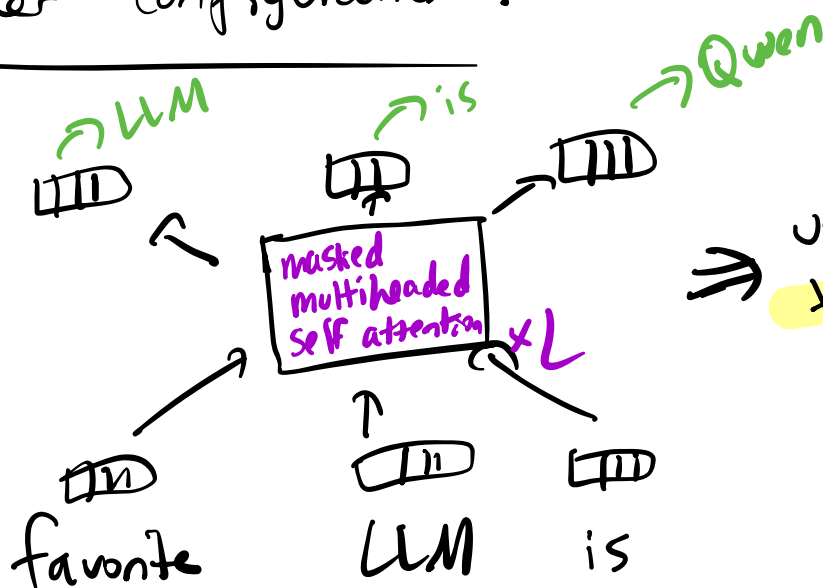 LLM
is
Qwen
masked
multiheaded
self attention
x L
favorite LLM is